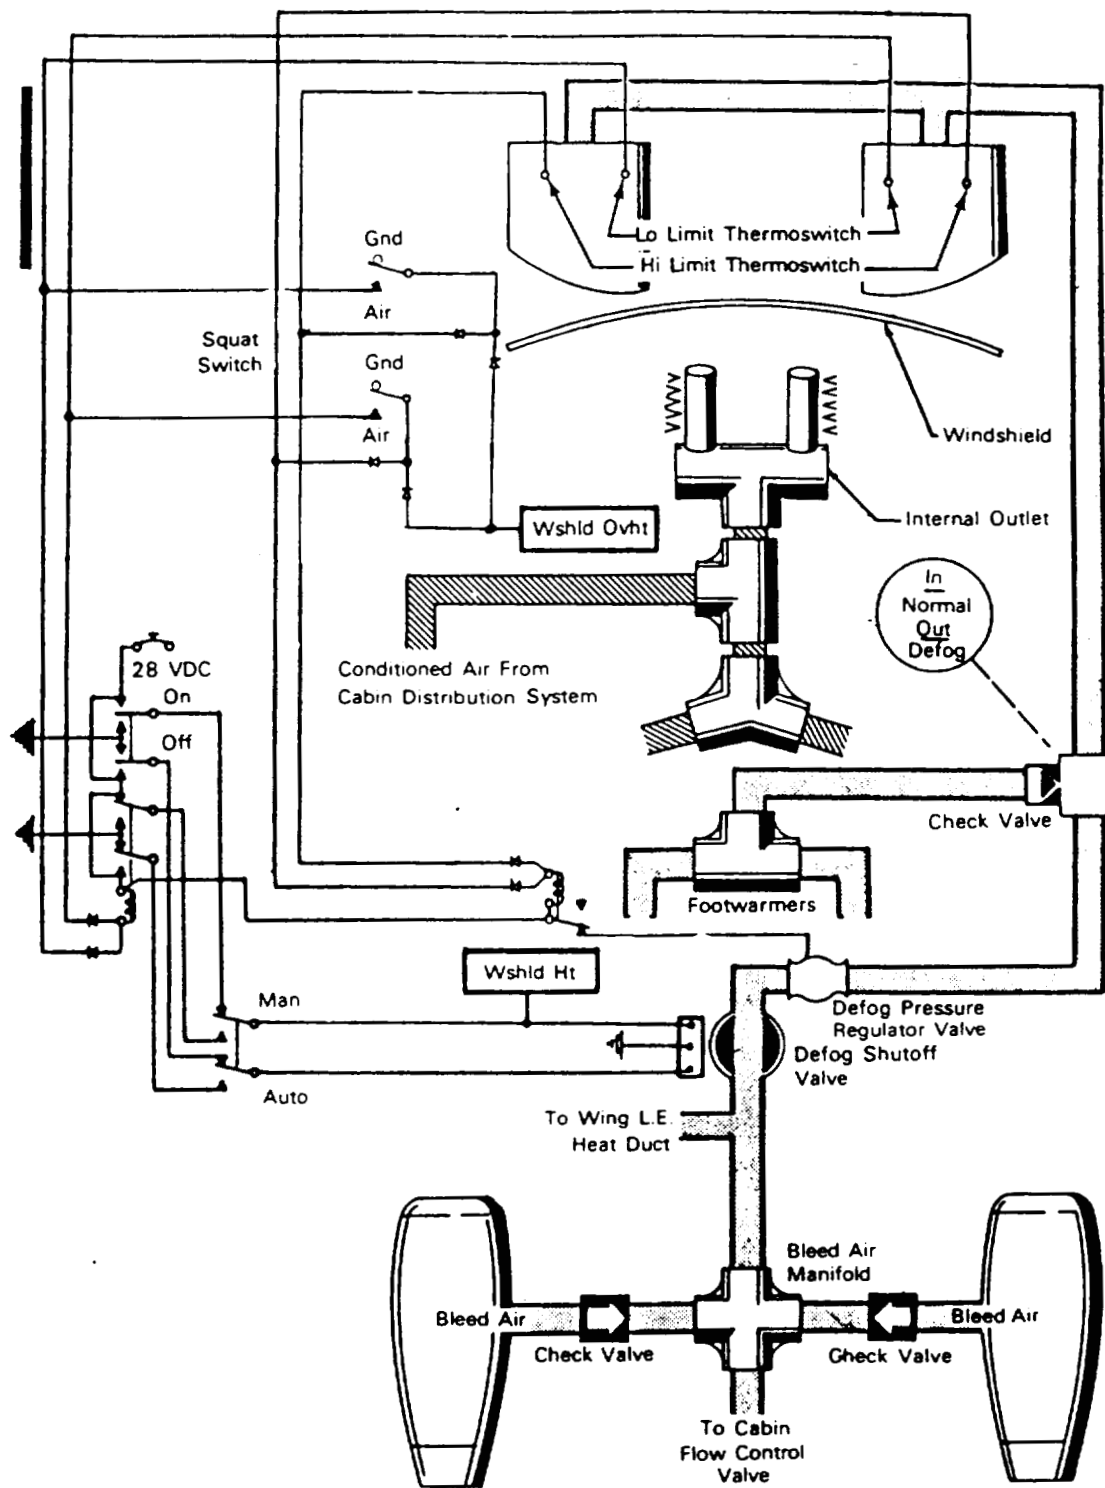 Gnd
Air
Squat
Switch
Gnd
Air
Lo Limit Thermoswitch
Hi Limit Thermoswitch
Windshield
Internal Outlet
Wshld Ovht
In
Normal
Out
Defog
Conditioned Air From
Cabin Distribution System
28 VDC
On
Off
Check Valve
Footwarmers
Wshld Ht
Man
Auto
Defog Pressure
Regulator Valve
Defog Shutoff
Valve
To Wing L.E.
Heat Duct
Bleed Air
Manifold
Bleed Air
Bleed Air
Check Valve
Gheck Valve
To Cabin
Flow Control
Valve